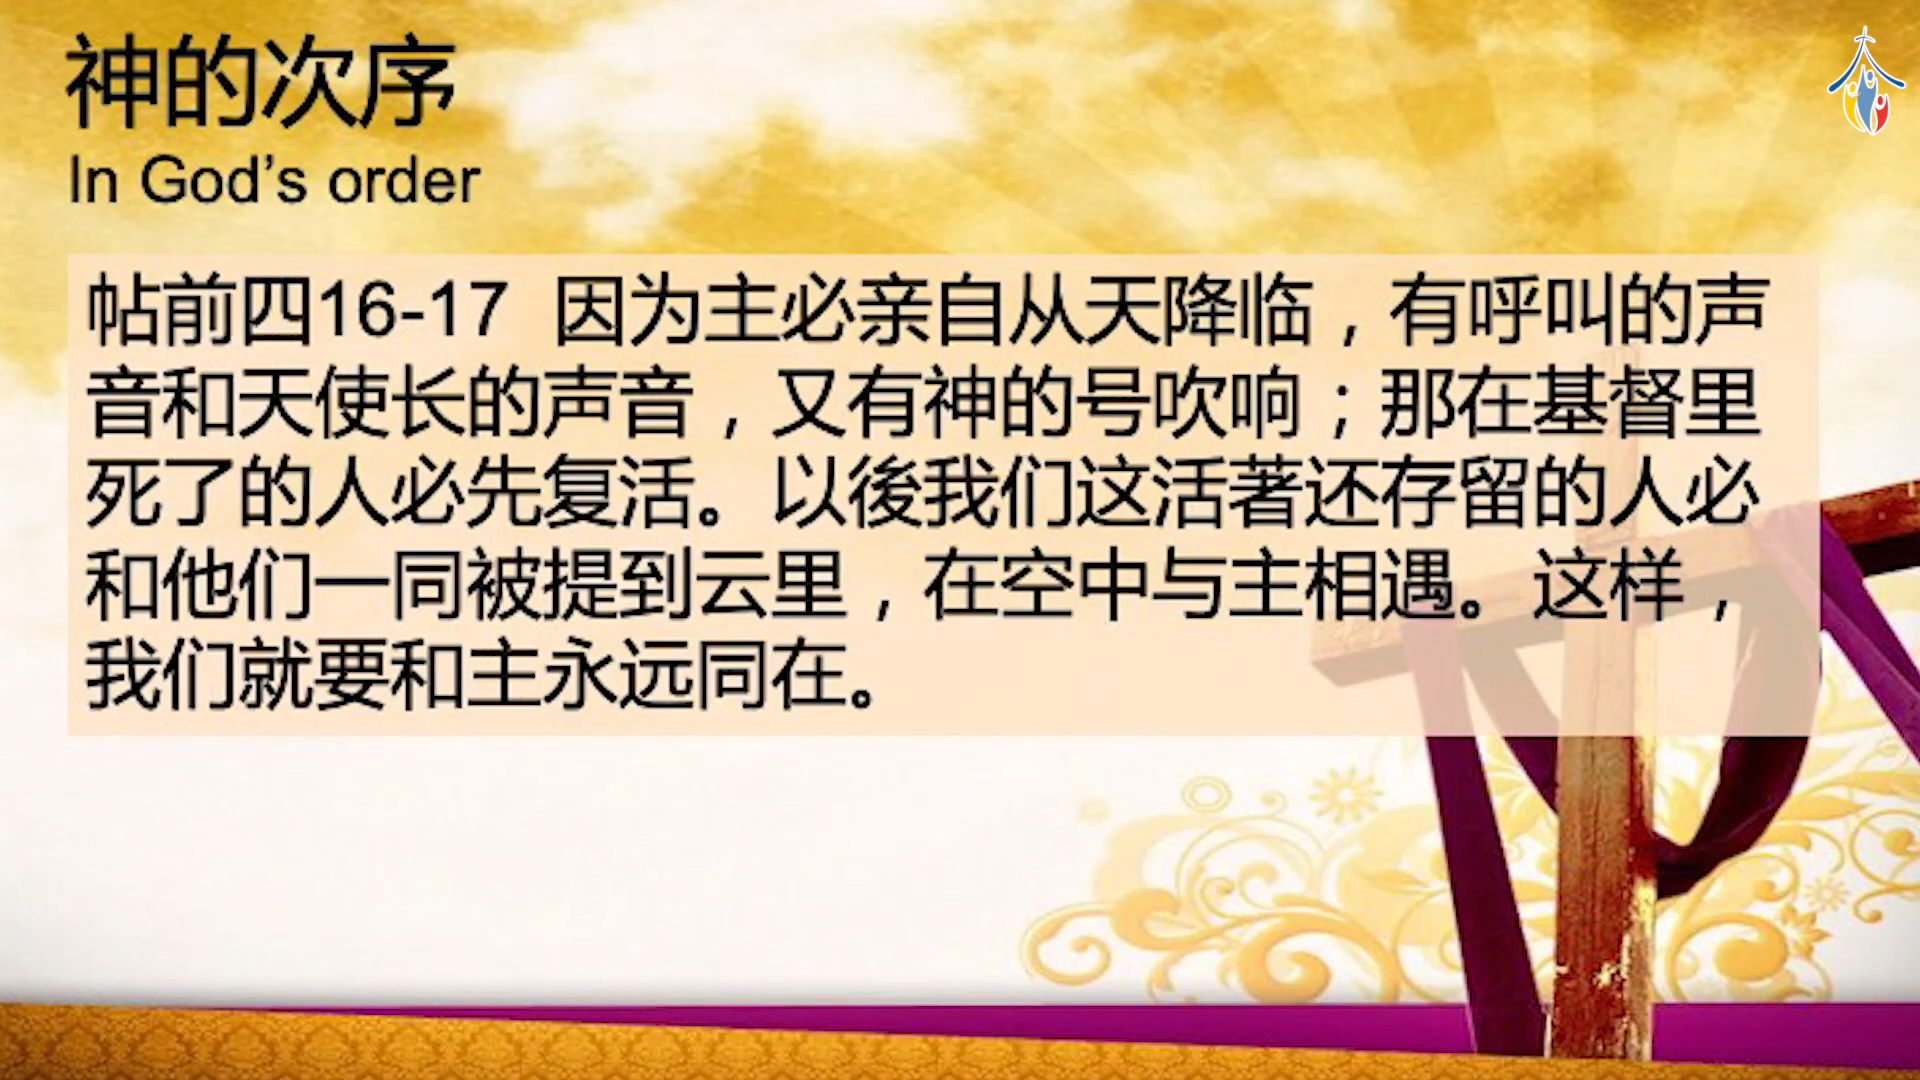 神的次序
In God's order
帖前四16-17 因为主必亲自从天降临，有呼叫的声
音和天使长的声音，又有神的号吹响；那在基督里
死了的人必先复活。以後我们这活著还存留的人必
和他们一同被提到云里，在空中与主相遇。这样，
我们就要和主永远同在。